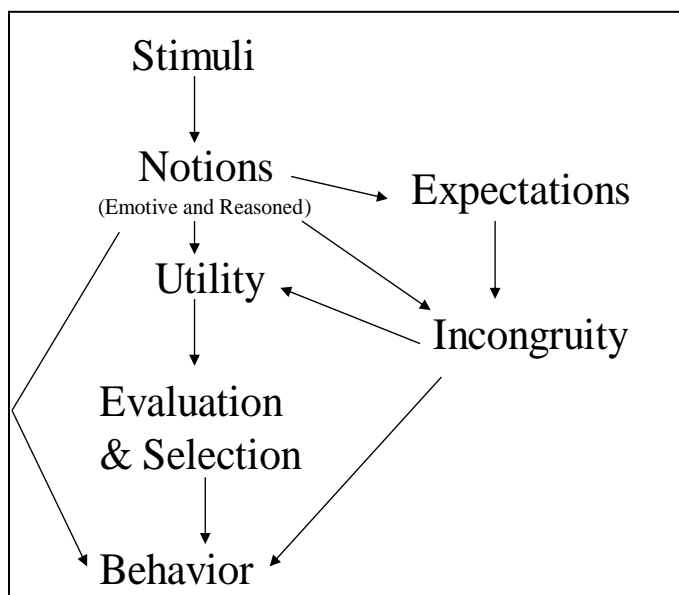 Stimuli
Notions
(Emotive and Reasoned)
Expectations
Utility
Incongruity
Evaluation
& Selection
Behavior